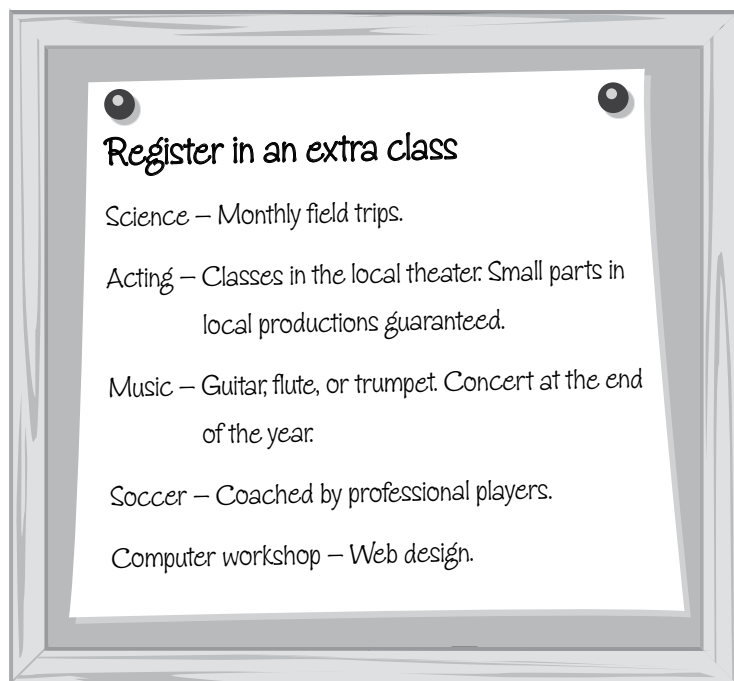 Register in an extra class
Science – Monthly field trips.
Acting – Classes in the local theater. Small parts in
local productions guaranteed.
Music – Guitar, flute, or trumpet. Concert at the end
of the year.
Soccer – Coached by professional players.
Computer workshop – Web design.